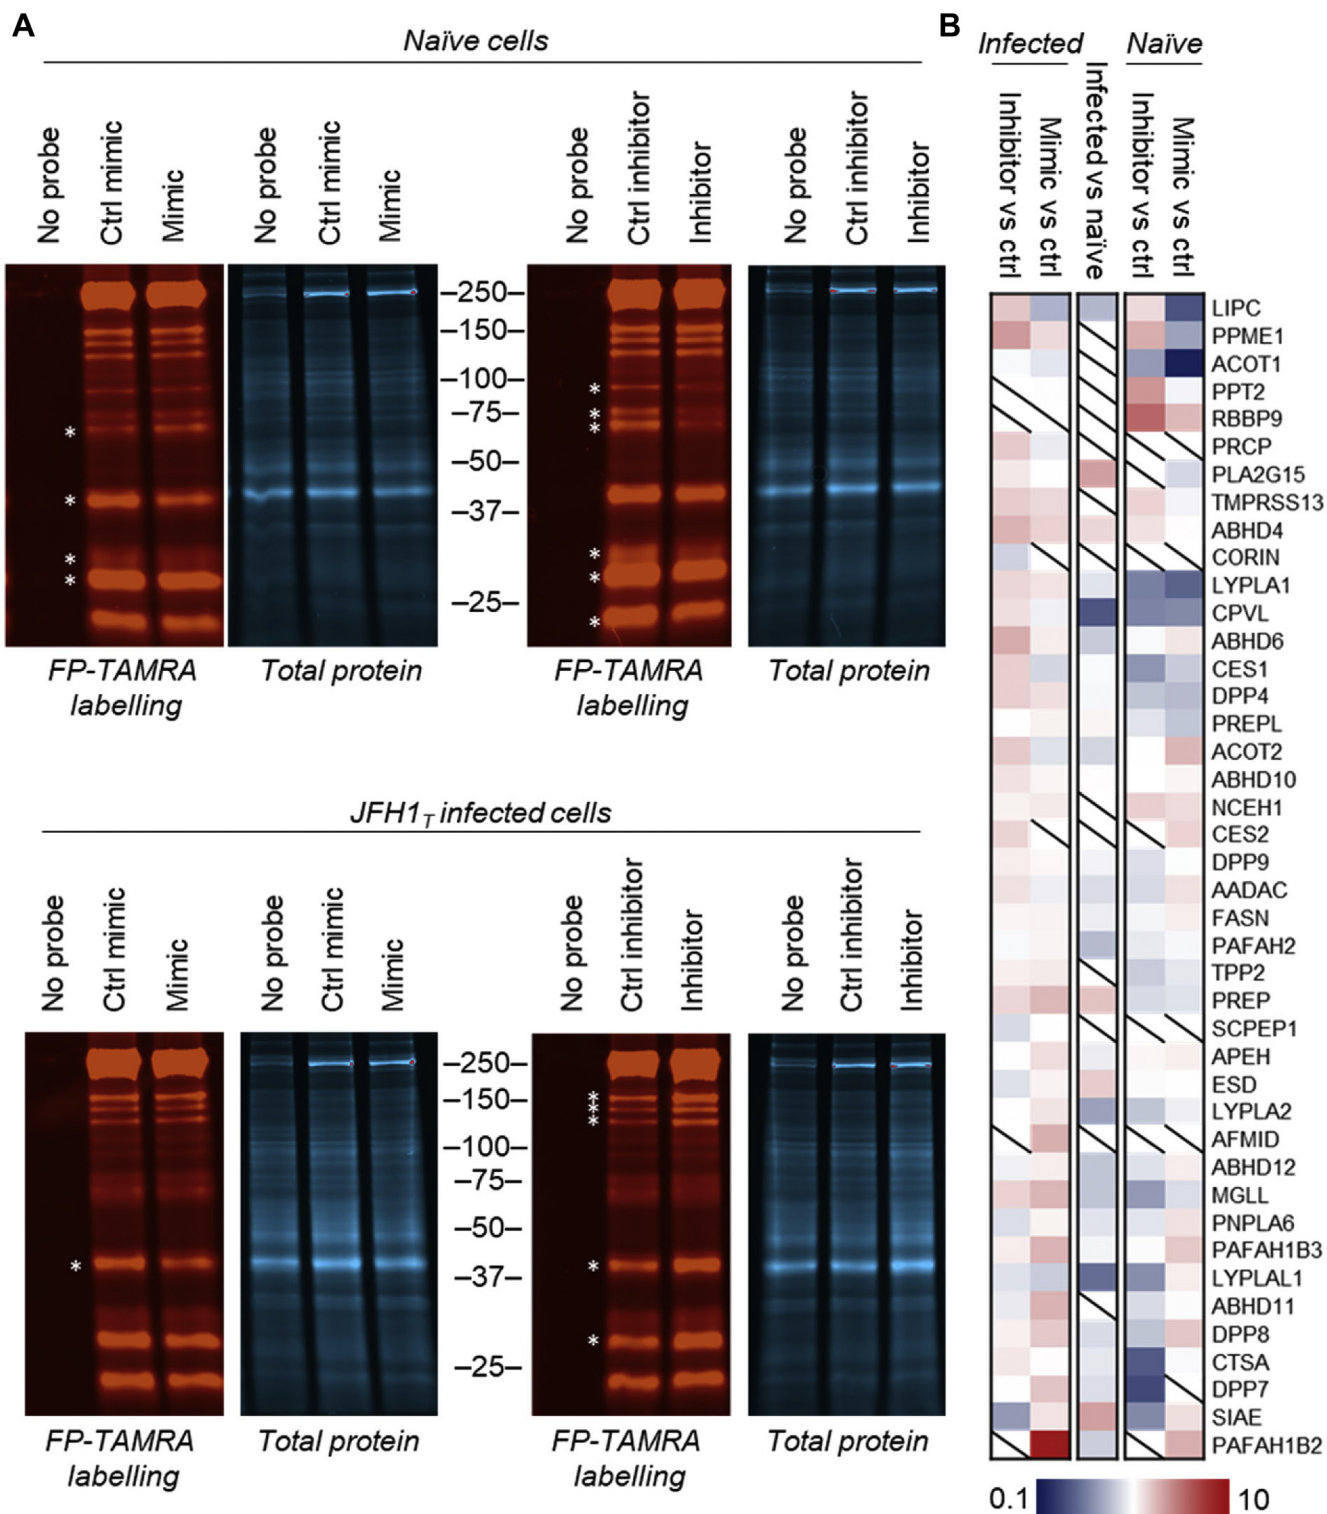 A
Naïve cells
No probe
Ctrl mimic
Mimic
No probe
Ctrl mimic
Mimic
No probe
Ctrl inhibitor
Inhibitor
No probe
Ctrl inhibitor
Inhibitor
–250–
–150–
–100–
–75–
–50–
–37–
–25–
*
*
*
*
*
*
*
*
*
*
FP-TAMRA
labelling
Total protein
FP-TAMRA
labelling
Total protein
JFH1T infected cells
No probe
Ctrl mimic
Mimic
No probe
Ctrl mimic
Mimic
No probe
Ctrl inhibitor
Inhibitor
No probe
Ctrl inhibitor
Inhibitor
–250–
–150–
–100–
–75–
–50–
–37–
–25–
*
*
*
*
*
*
FP-TAMRA
labelling
Total protein
FP-TAMRA
labelling
Total protein
B
Infected
Naïve
Inhibitor vs ctrl
Mimic vs ctrl
Infected vs naïve
Inhibitor vs ctrl
Mimic vs ctrl
LIPC
PPME1
ACOT1
PPT2
RBBP9
PRCP
PLA2G15
TMPRSS13
ABHD4
CORIN
LYPLA1
CPVL
ABHD6
CES1
DPP4
PREPL
ACOT2
ABHD10
NCEH1
CES2
DPP9
AADAC
FASN
PAFAH2
TPP2
PREP
SCPEP1
APEH
ESD
LYPLA2
AFMID
ABHD12
MGLL
PNPLA6
PAFAH1B3
LYPLAL1
ABHD11
DPP8
CTSA
DPP7
SIAE
PAFAH1B2
0.1
10